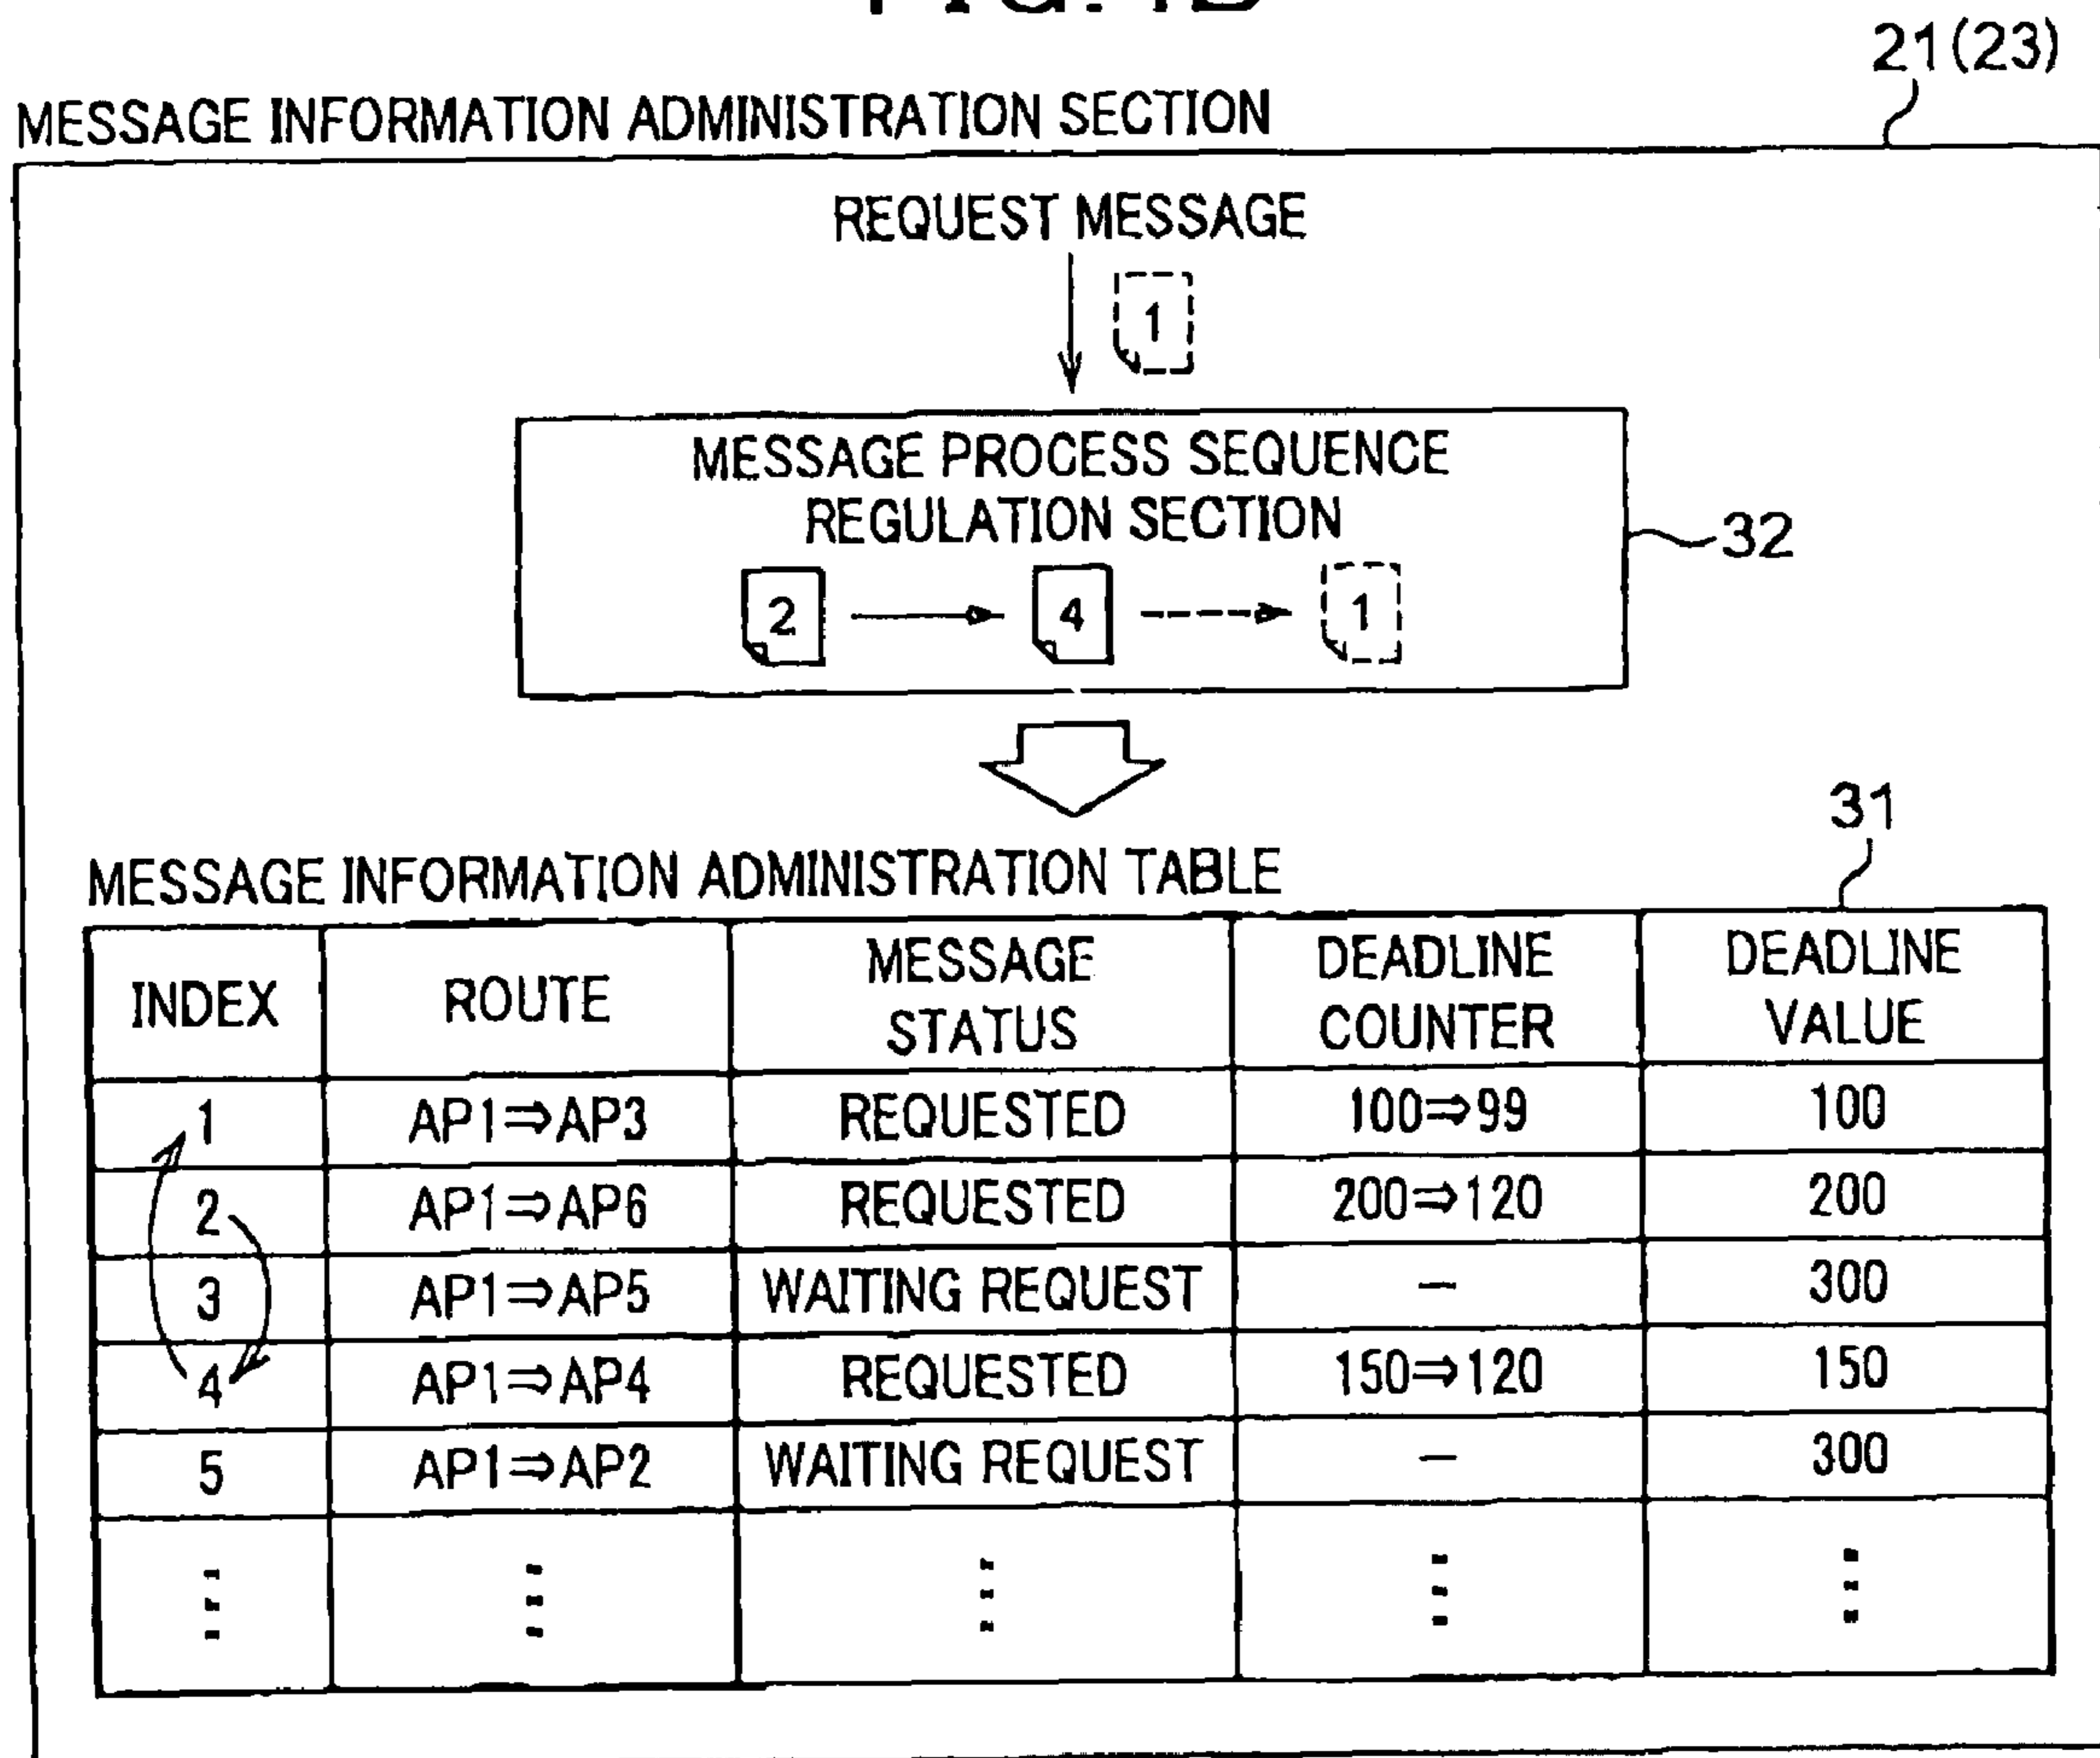 21(23)
MESSAGE INFORMATION ADMINISTRATION SECTION
REQUEST MESSAGE
1
MESSAGE PROCESS SEQUENCE
REGULATION SECTION
32
2 4 1
31
MESSAGE INFORMATION ADMINISTRATION TABLE
INDEX ROUTE MESSAGE STATUS DEADLINE COUNTER DEADLINE VALUE
1 AP1⇒AP3 REQUESTED 100⇒99 100
2 AP1⇒AP6 REQUESTED 200⇒120 200
3 AP1⇒AP5 WAITING REQUEST – 300
4 AP1⇒AP4 REQUESTED 150⇒120 150
5 AP1⇒AP2 WAITING REQUEST – 300